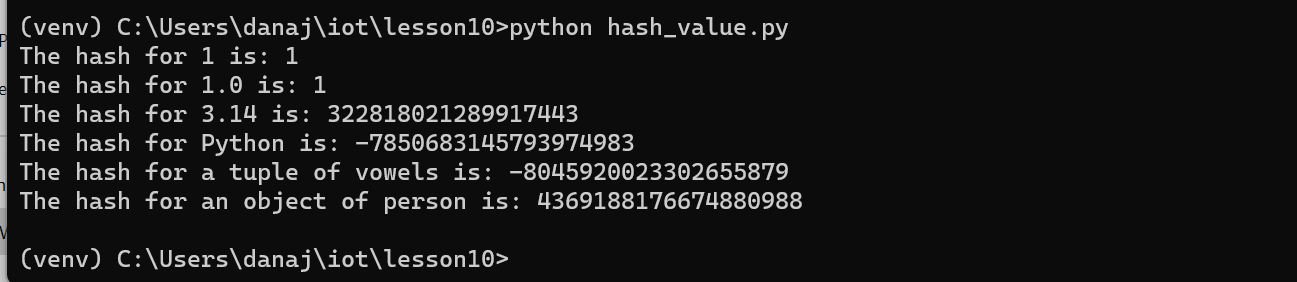 (venv) C:\Users\danaj\iot\lesson10>python hash_value.py
The hash for 1 is: 1
The hash for 1.0 is: 1
The hash for 3.14 is: 322818021289917443
The hash for Python is: -7850683145793974983
The hash for a tuple of vowels is: -8045920023302655879
The hash for an object of person is: 4369188176674880988
(venv) C:\Users\danaj\iot\lesson10>